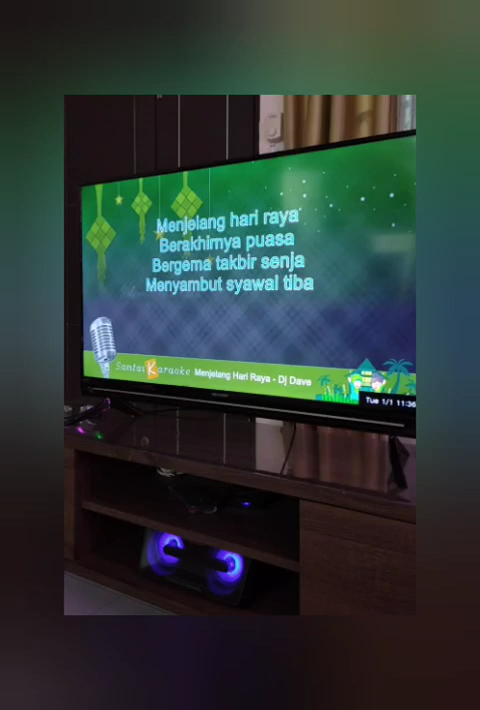 Menjelang hari raya
Berakhirnya puasa
Bergema takbir senja
Menyambut syawal tiba
Santai Karaoke Menjelang Hari Raya - Dj Dave
Tue 1/1 11:36